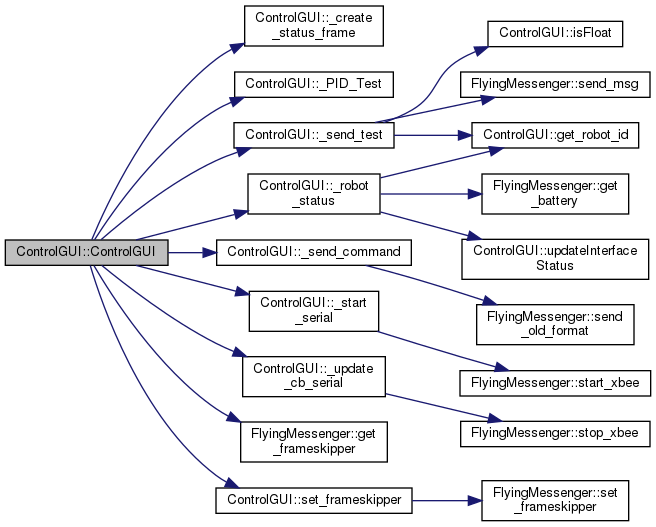 ControlGUI::ControlGUI
ControlGUI::_create
_status_frame
ControlGUI::_PID_Test
ControlGUI::_send_test
ControlGUI::_robot
_status
ControlGUI::_send_command
ControlGUI::_start
_serial
ControlGUI::_update
_cb_serial
FlyingMessenger::get
_frameskipper
ControlGUI::set_frameskipper
ControlGUI::isFloat
FlyingMessenger::send_msg
ControlGUI::get_robot_id
FlyingMessenger::get
_battery
ControlGUI::updateInterface
Status
FlyingMessenger::send
_old_format
FlyingMessenger::start_xbee
FlyingMessenger::stop_xbee
FlyingMessenger::set
_frameskipper